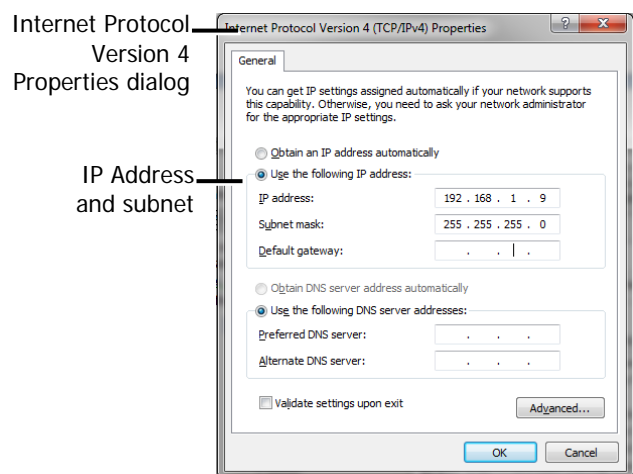 Internet Protocol
Version 4
Properties dialog
Internet Protocol Version 4 (TCP/IPv4) Properties
General
You can get IP settings assigned automatically if your network supports
this capability. Otherwise, you need to ask your network administrator
for the appropriate IP settings.
Obtain an IP address automatically
IP Address
and subnet
Use the following IP address:
IP address: 192 . 168 . 1 . 9
Subnet mask: 255 . 255 . 255 . 0
Default gateway: . . .
Obtain DNS server address automatically
Use the following DNS server addresses:
Preferred DNS server: . . .
Alternate DNS server: . . .
Validate settings upon exit
Advanced...
OK Cancel